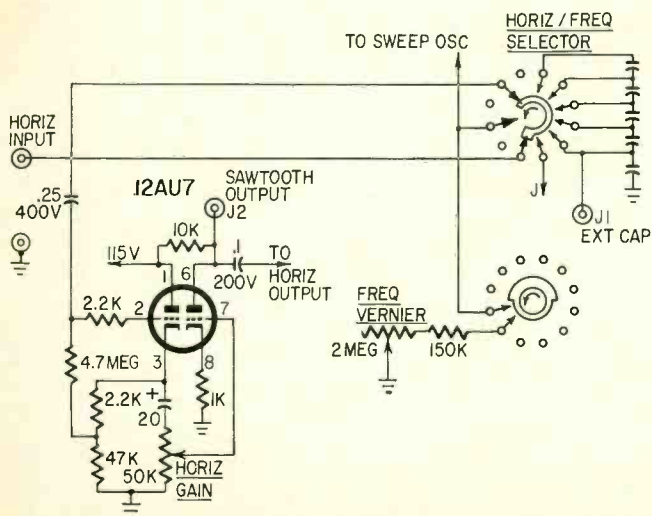 HORIZ/FREQ
SELECTOR
TO SWEEP OSC
HORIZ
INPUT
.25
400V
12AU7
SAWTOOTH
OUTPUT
J2
10K
115V
1
6
.1
200V
TO
HORIZ
OUTPUT
J
J1
EXT CAP
2.2K
2
7
FREQ
VERNIER
2MEG
150K
4.7MEG
3
8
2.2K
+
20
1K
47K
50K
HORIZ
GAIN